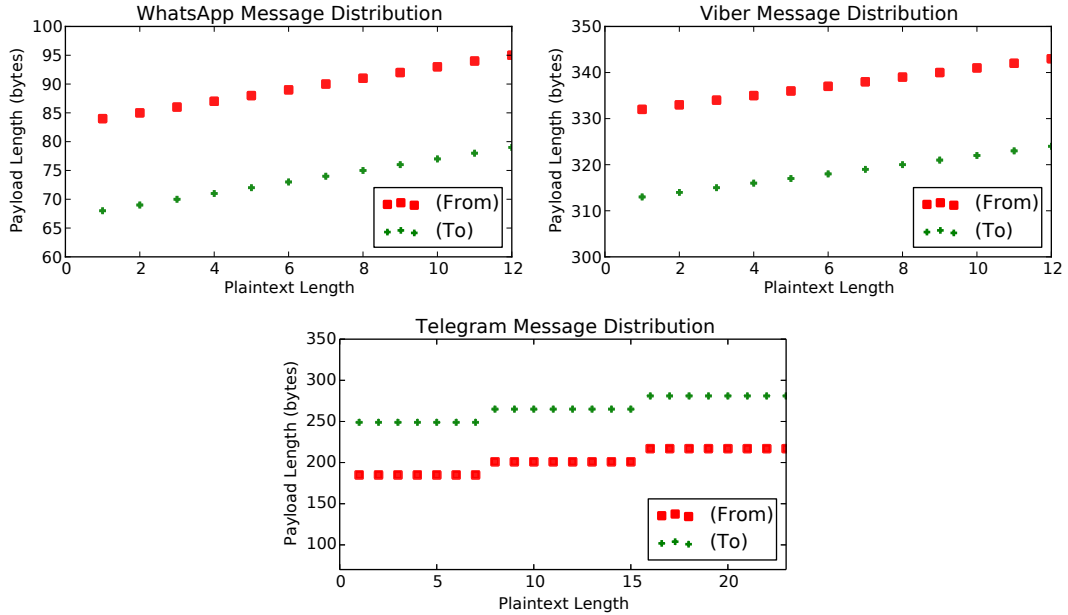 WhatsApp Message Distribution
Payload Length (bytes)
100
95
90
85
80
75
70
65
60
0 2 4 6 8 10 12
Plaintext Length
(From)
(To)
Viber Message Distribution
Payload Length (bytes)
350
340
330
320
310
300
0 2 4 6 8 10 12
Plaintext Length
(From)
(To)
Telegram Message Distribution
Payload Length (bytes)
350
300
250
200
150
100
0 5 10 15 20
Plaintext Length
(From)
(To)